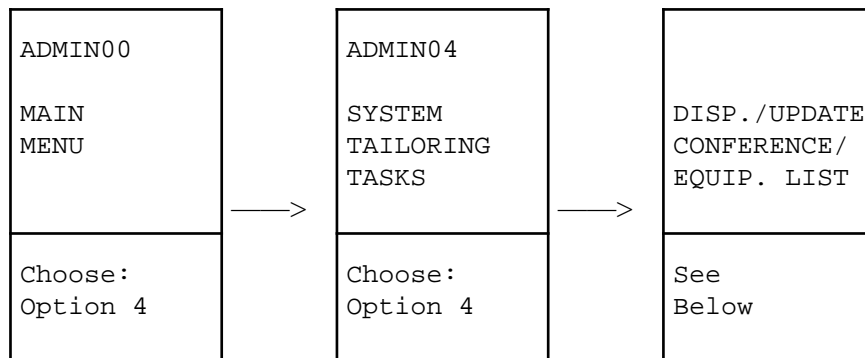 ADMIN00
MAIN
MENU
Choose:
Option 4
ADMIN04
SYSTEM
TAILORING
TASKS
Choose:
Option 4
DISP./UPDATE
CONFERENCE/
EQUIP. LIST
See
Below